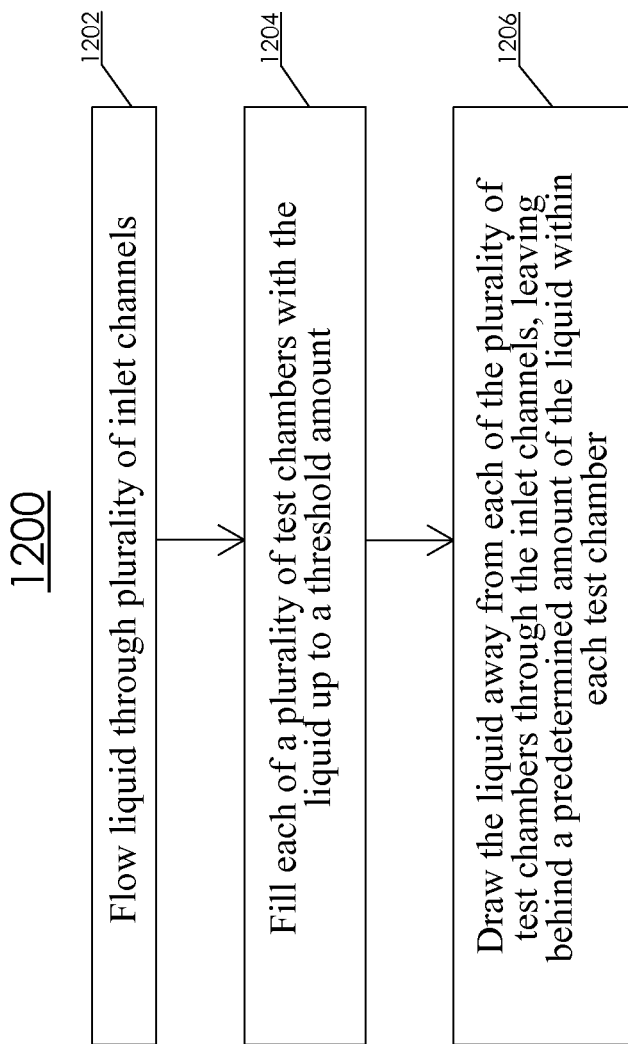 1200
Flow liquid through plurality of inlet channels
1202
Fill each of a plurality of test chambers with the
liquid up to a threshold amount
1204
Draw the liquid away from each of the plurality of
test chambers through the inlet channels, leaving
behind a predetermined amount of the liquid within
each test chamber
1206